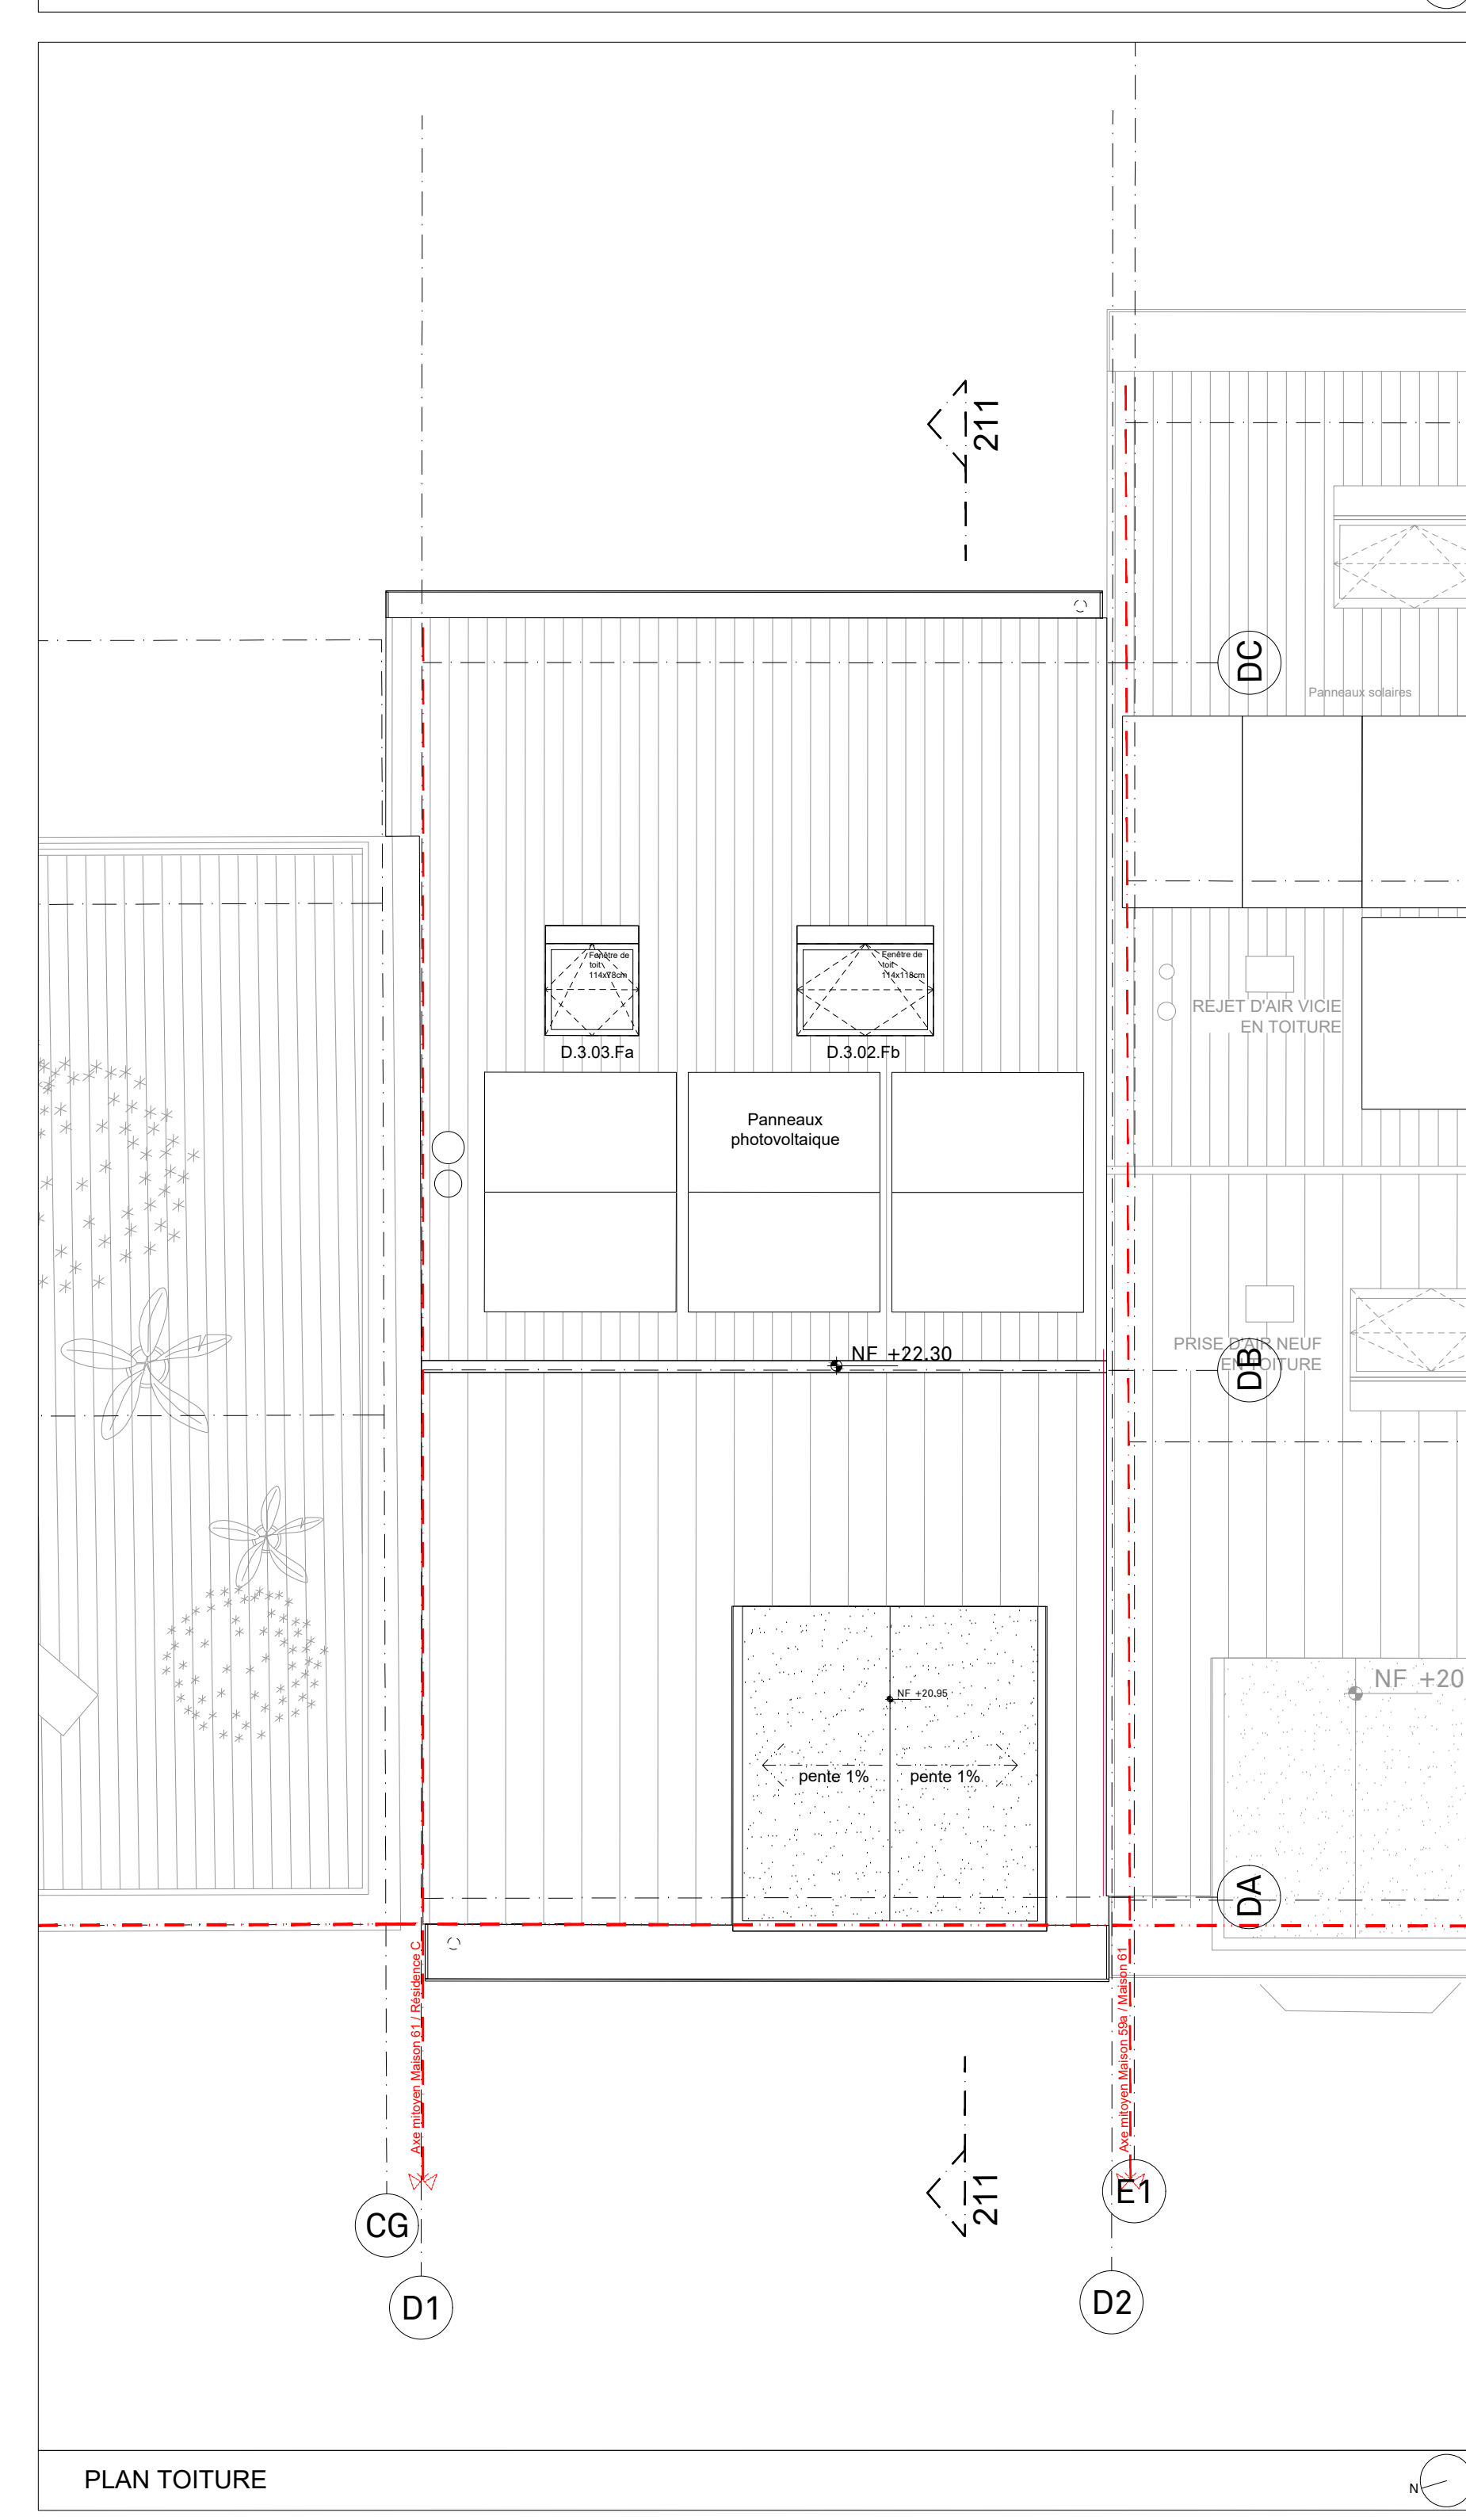 211
DC
Panneaux solaires
Fenêtre de
toit
114x78cm
Fenêtre de
toit
114x118cm
REJET D'AIR VICIE
EN TOITURE
D.3.03.Fa
D.3.02.Fb
Panneaux
photovoltaique
NF +22.30
PRISE D'AIR NEUF
EN TOITURE
DB
NF +20.95
NF +20
pente 1%
pente 1%
DA
Axe mitoyen Maison 61 / Résidence C
Axe mitoyen Maison 59a / Maison 61
211
E1
CG
D1
D2
PLAN TOITURE
N